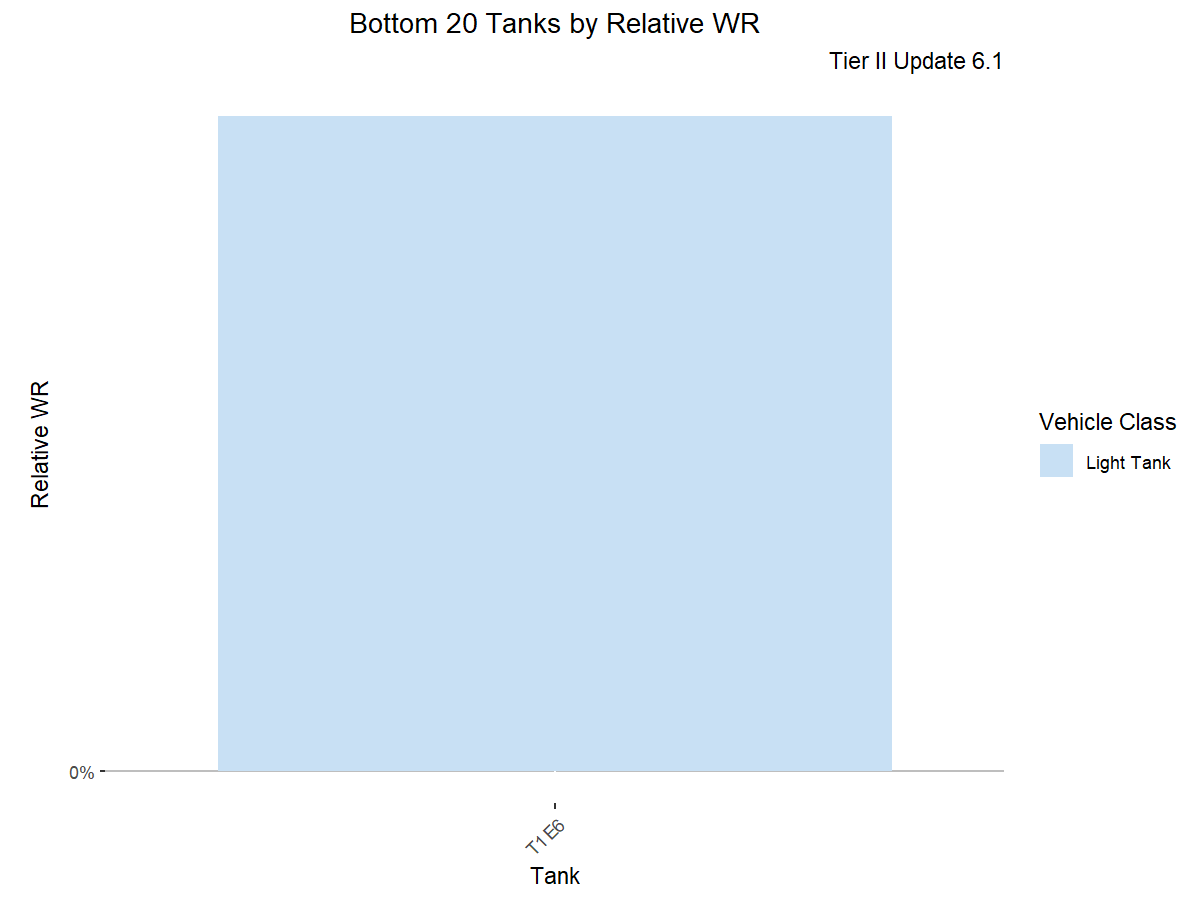 Bottom 20 Tanks by Relative WR
Tier II Update 6.1
Relative WR
Vehicle Class
Light Tank
0%
T1 E6
Tank